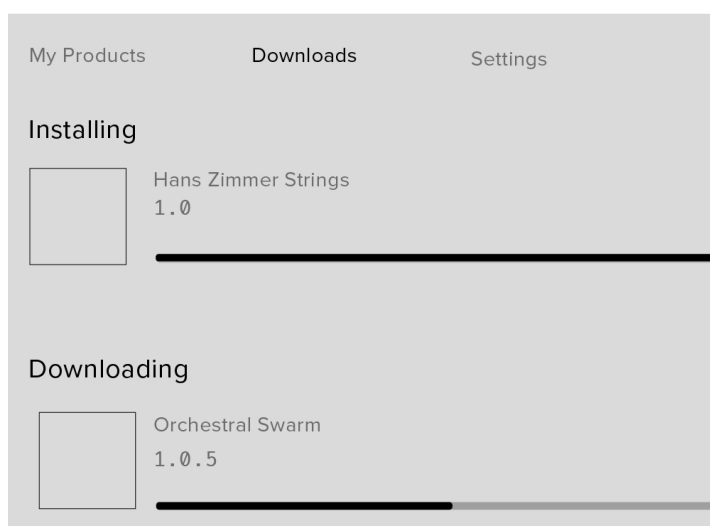 My Products
Downloads
Settings
Installing
Hans Zimmer Strings
1.0
Downloading
Orchestral Swarm
1.0.5